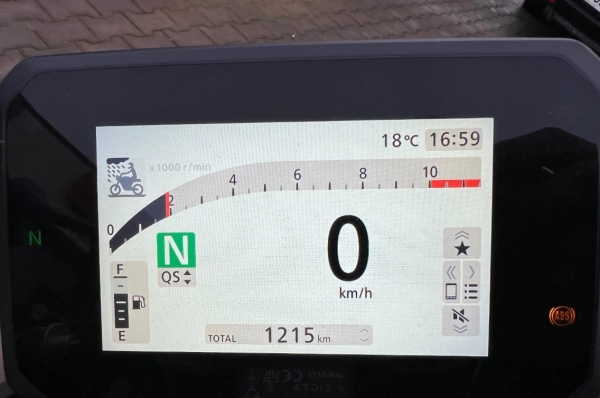 18°C 16:59
x1000 r/min
0 2 4 6 8 10
N
N
QS
0
km/h
F
E
TOTAL 1215 km
ABS